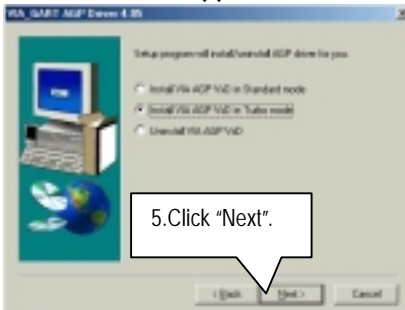 VIA_GART AGP Driver 4.05
Setup program will install/uninstall AGP driver for you.
Install VIA AGP VxD in Standard mode
Install VIA AGP VxD in Turbo mode
Uninstall VIA AGP VxD
5.Click “Next”.
< Back
Next >
Cancel